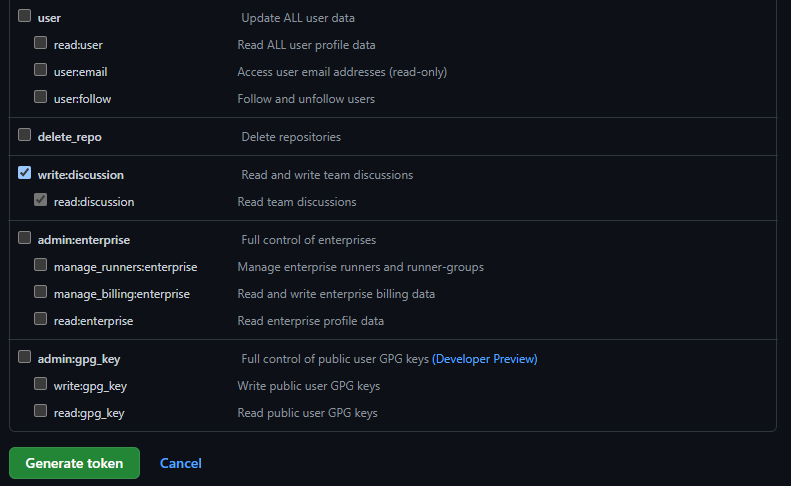 user Update ALL user data
read:user Read ALL user profile data
user:email Access user email addresses (read-only)
user:follow Follow and unfollow users
delete_repo Delete repositories
write:discussion Read and write team discussions
read:discussion Read team discussions
admin:enterprise Full control of enterprises
manage_runners:enterprise Manage enterprise runners and runner-groups
manage_billing:enterprise Read and write enterprise billing data
read:enterprise Read enterprise profile data
admin:gpg_key Full control of public user GPG keys (Developer Preview)
write:gpg_key Write public user GPG keys
read:gpg_key Read public user GPG keys
Generate token Cancel